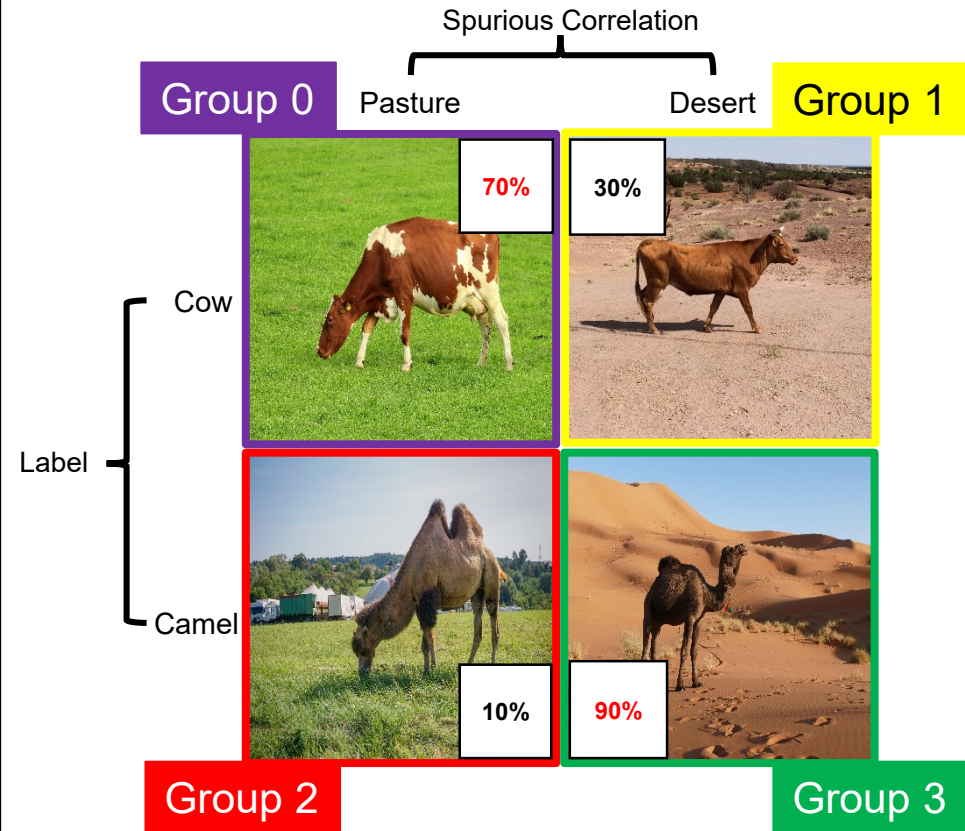 Spurious Correlation
Group 0
Pasture
Desert
Group 1
70%
30%
Cow
Label
Camel
10%
90%
Group 2
Group 3